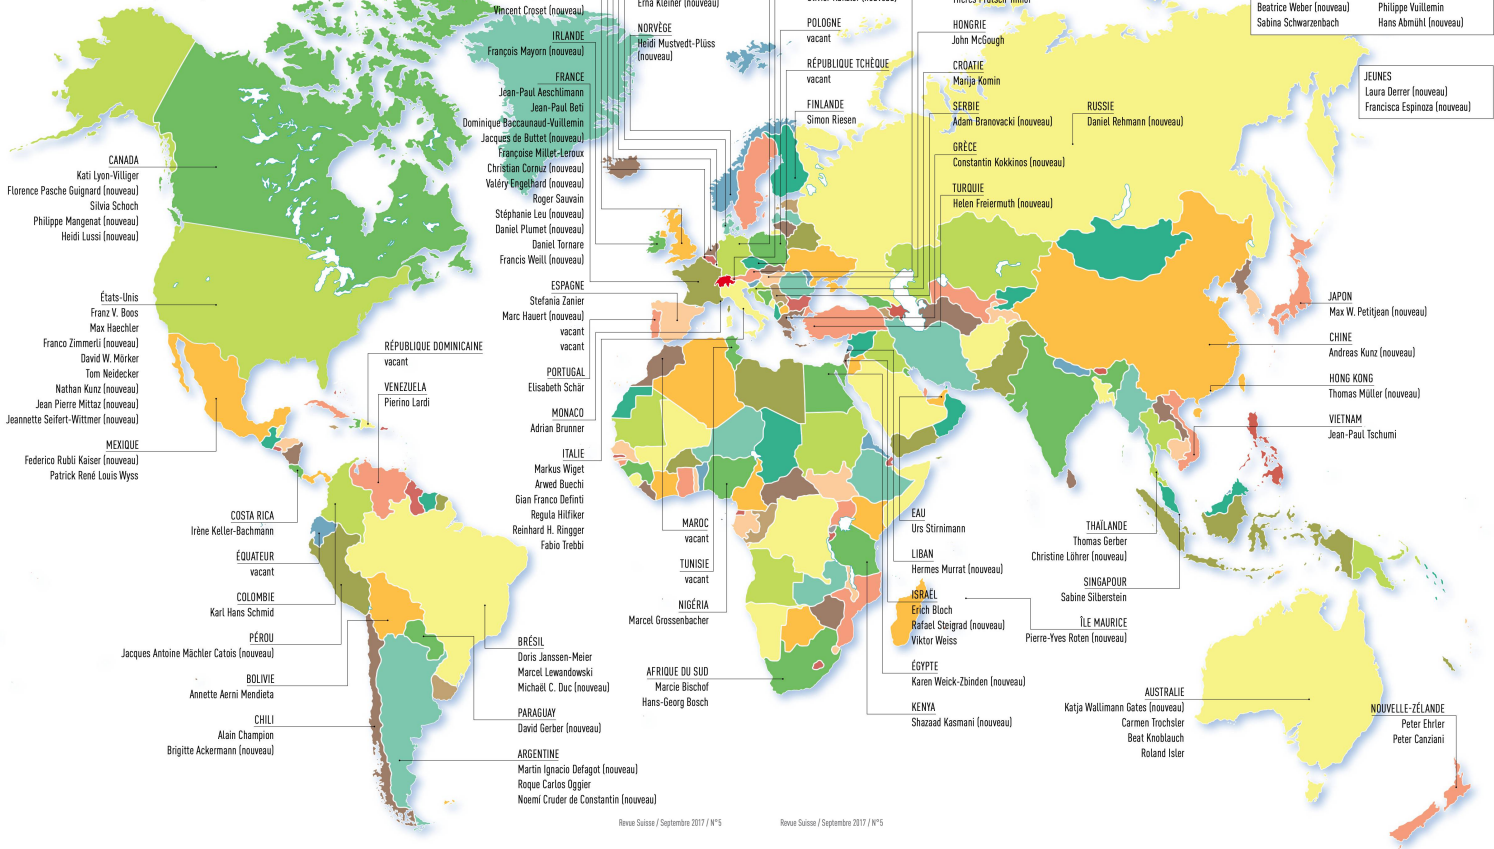 Vincent Croset (nouveau)
IRLANDE
François Mayorn (nouveau)
FRANCE
Jean-Paul Aeschlimann
Jean-Paul Beti
Dominique Baccaunaud-Vuillemin
Jacques de Buttet (nouveau)
Françoise Millet-Leroux
Christian Cornuz (nouveau)
Valéry Engelhard (nouveau)
Roger Sauvain
Stéphanie Leu (nouveau)
Daniel Plumet (nouveau)
Daniel Tornare
Francis Weill (nouveau)
ESPAGNE
Stefania Zanier
Marc Hauert (nouveau)
vacant
vacant
PORTUGAL
Elisabeth Schär
MONACO
Adrian Brunner
ITALIE
Markus Wiget
Arwed Buechi
Gian Franco Definti
Regula Hilfiker
Reinhard H. Ringger
Fabio Trebbi
Erna Kleiner (nouveau)
NORVÈGE
Heidi Mustvedt-Plüss
(nouveau)
POLOGNE
vacant
RÉPUBLIQUE TCHÈQUE
vacant
FINLANDE
Simon Riesen
HONGRIE
John McGough
CROATIE
Marija Komin
SERBIE
Adam Branovacki (nouveau)
GRÈCE
Constantin Kokkinos (nouveau)
TURQUIE
Helen Freiermuth (nouveau)
RUSSIE
Daniel Rehmann (nouveau)
Beatrice Weber (nouveau)
Sabina Schwarzenbach
Philippe Vuillemin
Hans Abmühl (nouveau)
JEUNES
Laura Derrer (nouveau)
Francisca Espinoza (nouveau)
CANADA
Kati Lyon-Villiger
Florence Pasche Guignard (nouveau)
Silvia Schoch
Philippe Mangenat (nouveau)
Heidi Lussi (nouveau)
États-Unis
Franz V. Boos
Max Haechler
Franco Zimmerli (nouveau)
David W. Mörker
Tom Neidecker
Nathan Kunz (nouveau)
Jean Pierre Mittaz (nouveau)
Jeannette Seifert-Wittmer (nouveau)
MEXIQUE
Federico Rubli Kaiser (nouveau)
Patrick René Louis Wyss
RÉPUBLIQUE DOMINICAINE
vacant
VENEZUELA
Pierino Lardi
COSTA RICA
Irène Keller-Bachmann
ÉQUATEUR
vacant
COLOMBIE
Karl Hans Schmid
PÉROU
Jacques Antoine Mächler Catois (nouveau)
BOLIVIE
Annette Aerni Mendieta
CHILI
Alain Champion
Brigitte Ackermann (nouveau)
BRÉSIL
Doris Janssen-Meier
Marcel Lewandowski
Michaël C. Duc (nouveau)
PARAGUAY
David Gerber (nouveau)
ARGENTINE
Martin Ignacio Defagot (nouveau)
Roque Carlos Oggier
Noemí Cruder de Constantin (nouveau)
MAROC
vacant
TUNISIE
vacant
NIGÉRIA
Marcel Grossenbacher
AFRIQUE DU SUD
Marcie Bischof
Hans-Georg Bosch
EAU
Urs Stirnimann
LIBAN
Hermes Murrat (nouveau)
ISRAËL
Erich Bloch
Rafael Steigrad (nouveau)
Viktor Weiss
ÉGYPTE
Karen Weick-Zbinden (nouveau)
KENYA
Shazaad Kasmani (nouveau)
ÎLE MAURICE
Pierre-Yves Roten (nouveau)
THAÏLANDE
Thomas Gerber
Christine Löhrer (nouveau)
SINGAPOUR
Sabine Silberstein
JAPON
Max W. Petitjean (nouveau)
CHINE
Andreas Kunz (nouveau)
HONG KONG
Thomas Müller (nouveau)
VIETNAM
Jean-Paul Tschumi
AUSTRALIE
Katja Wallimann Gates (nouveau)
Carmen Trochsler
Beat Knoblauch
Roland Isler
NOUVELLE-ZÉLANDE
Peter Ehrler
Peter Canziani
Revue Suisse / Septembre 2017 / N°5
Revue Suisse / Septembre 2017 / N°5